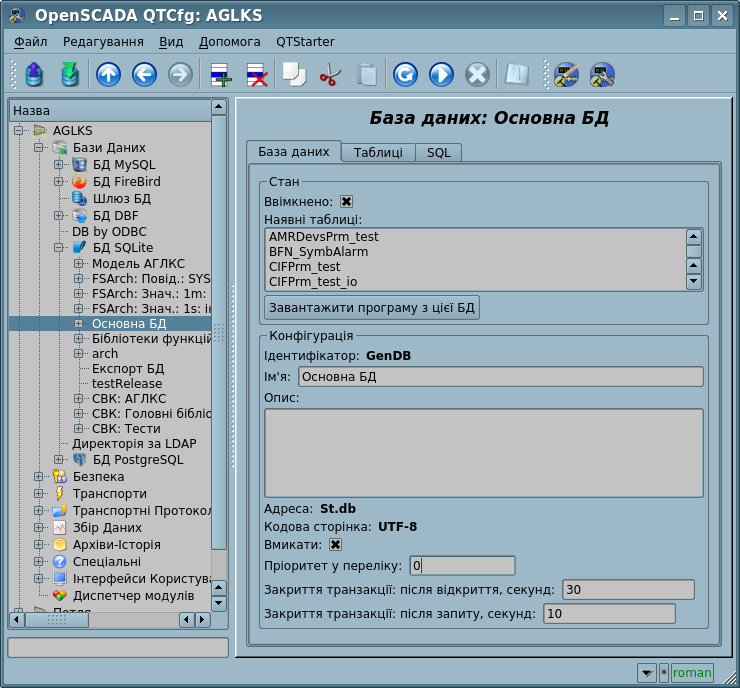 OpenSCADA QTCfg: AGLKS
Файл Редагування Вид Допомога QTStarter
Назва
AGLKS
Бази Даних
БД MySQL
БД FireBird
Шлюз БД
БД DBF
DB by ODBC
БД SQLite
Модель АГЛКС
FSArch: Повід.: SYS
FSArch: Знач.: 1m:
FSArch: Знач.: 1s: і
Основна БД
Бібліотеки функцій
arch
Експорт БД
testRelease
СВК: АГЛКС
СВК: Головні бібліо
СВК: Тести
Директорія за LDAP
БД PostgreSQL
Безпека
Транспорти
Транспортні Протокол
Збір Даних
Архіви-Історія
Спеціальні
Інтерфейси Користува
Диспетчер модулів
Петля
База даних: Основна БД
База даних Таблиці SQL
Стан
Ввімкнено:
Наявні таблиці:
AMRDevsPrm_test
BFN_SymbAlarm
CIFPrm_test
CIFPrm_test_io
Завантажити програму з цієї БД
Конфігурація
Ідентифікатор: GenDB
Ім'я: Основна БД
Опис:
Адреса: St.db
Кодова сторінка: UTF-8
Вмикати:
Пріоритет у переліку: 0
Закриття транзакції: після відкриття, секунд: 30
Закриття транзакції: після запиту, секунд: 10
* roman